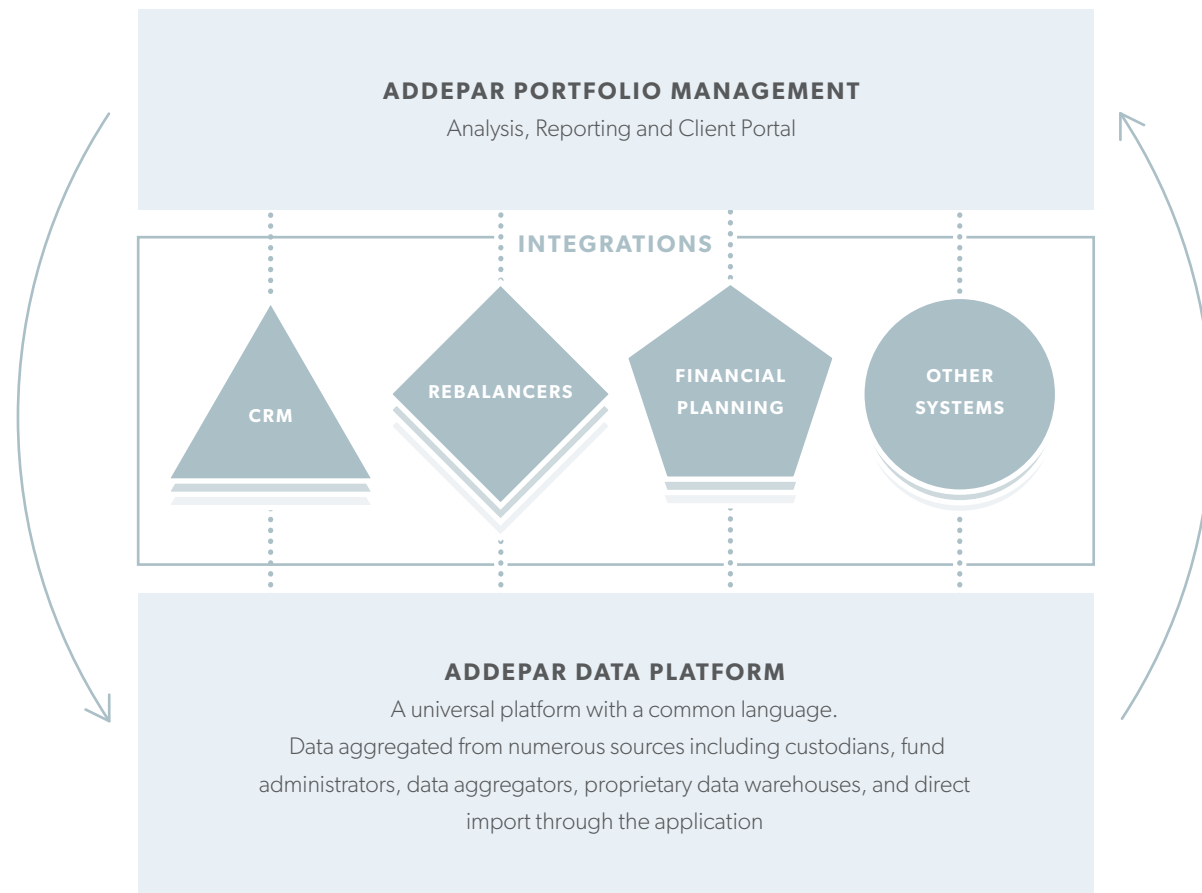 ADDEPAR PORTFOLIO MANAGEMENT
Analysis, Reporting and Client Portal
INTEGRATIONS
CRM
REBALANCERS
FINANCIAL
PLANNING
OTHER
SYSTEMS
ADDEPAR DATA PLATFORM
A universal platform with a common language.
Data aggregated from numerous sources including custodians, fund
administrators, data aggregators, proprietary data warehouses, and direct
import through the application